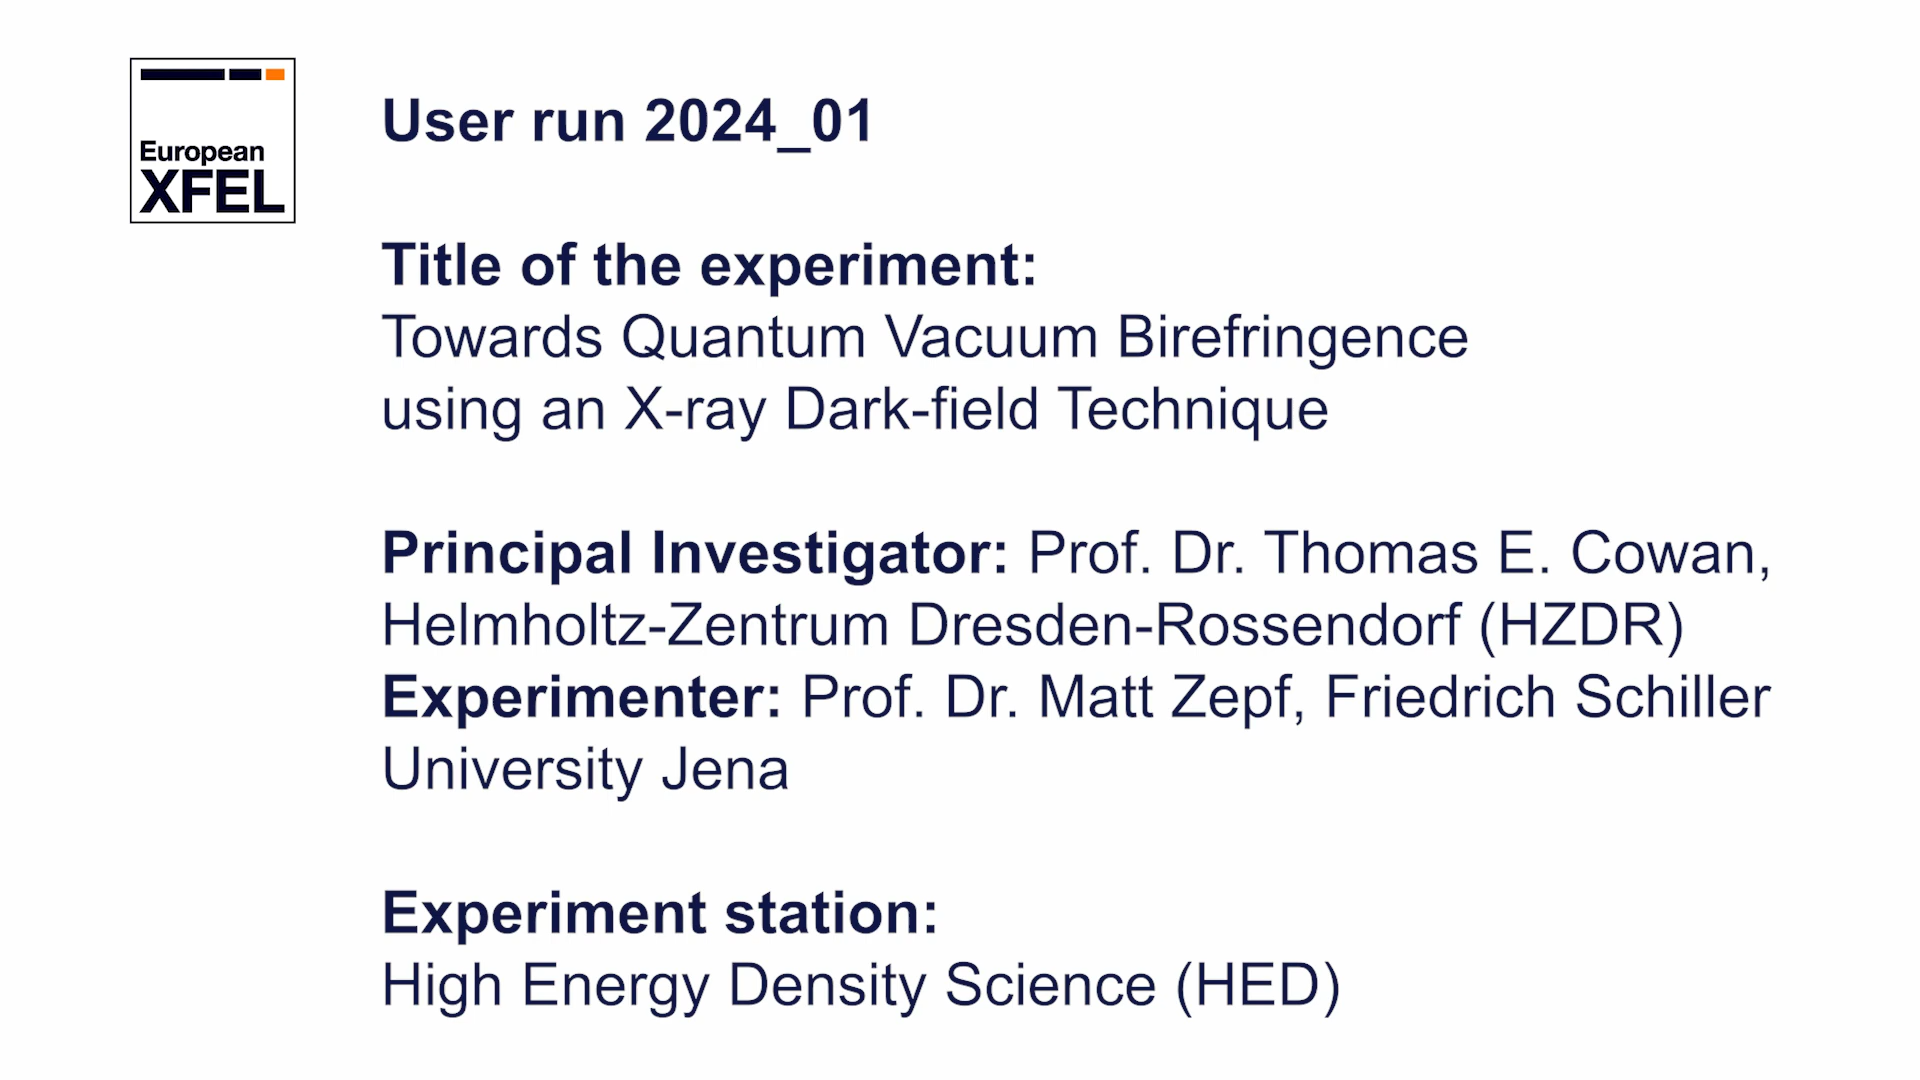 European
XFEL
User run 2024_01
Title of the experiment:
Towards Quantum Vacuum Birefringence
using an X-ray Dark-field Technique
Principal Investigator: Prof. Dr. Thomas E. Cowan,
Helmholtz-Zentrum Dresden-Rossendorf (HZDR)
Experimenter: Prof. Dr. Matt Zepf, Friedrich Schiller
University Jena
Experiment station:
High Energy Density Science (HED)